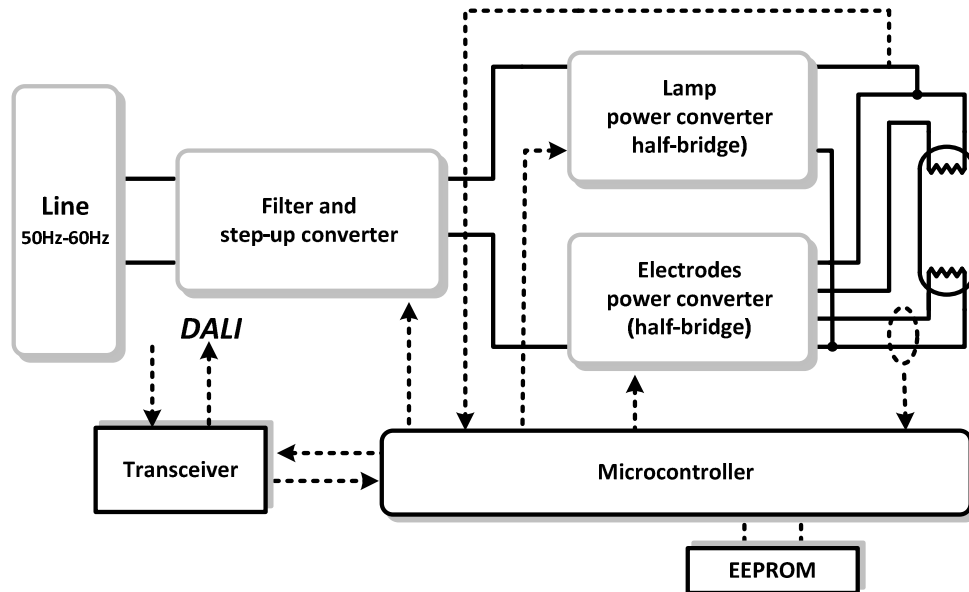 Lamp
power converter
half-bridge)
Line
50Hz-60Hz
Filter and
step-up converter
Electrodes
power converter
(half-bridge)
DALI
Transceiver
Microcontroller
EEPROM